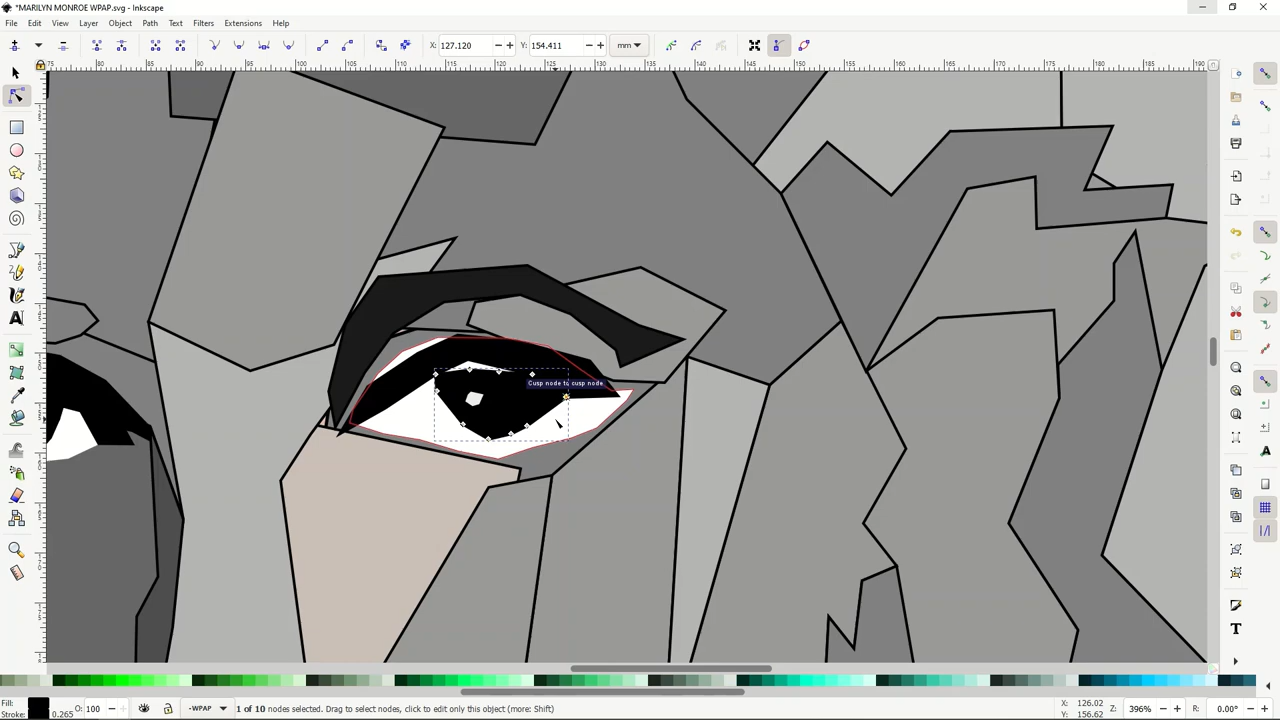 *MARILYN MONROE WPAP.svg - Inkscape
File Edit View Layer Object Path Text Filters Extensions Help
X: 127.120 Y: 154.411 mm
Cusp node to cusp node
Fill:
Stroke: 0.265
O: 100
-WPAP
1 of 10 nodes selected. Drag to select nodes, click to edit only this object (more: Shift)
X: 126.02
Y: 156.62
Z: 396%
R: 0.00°